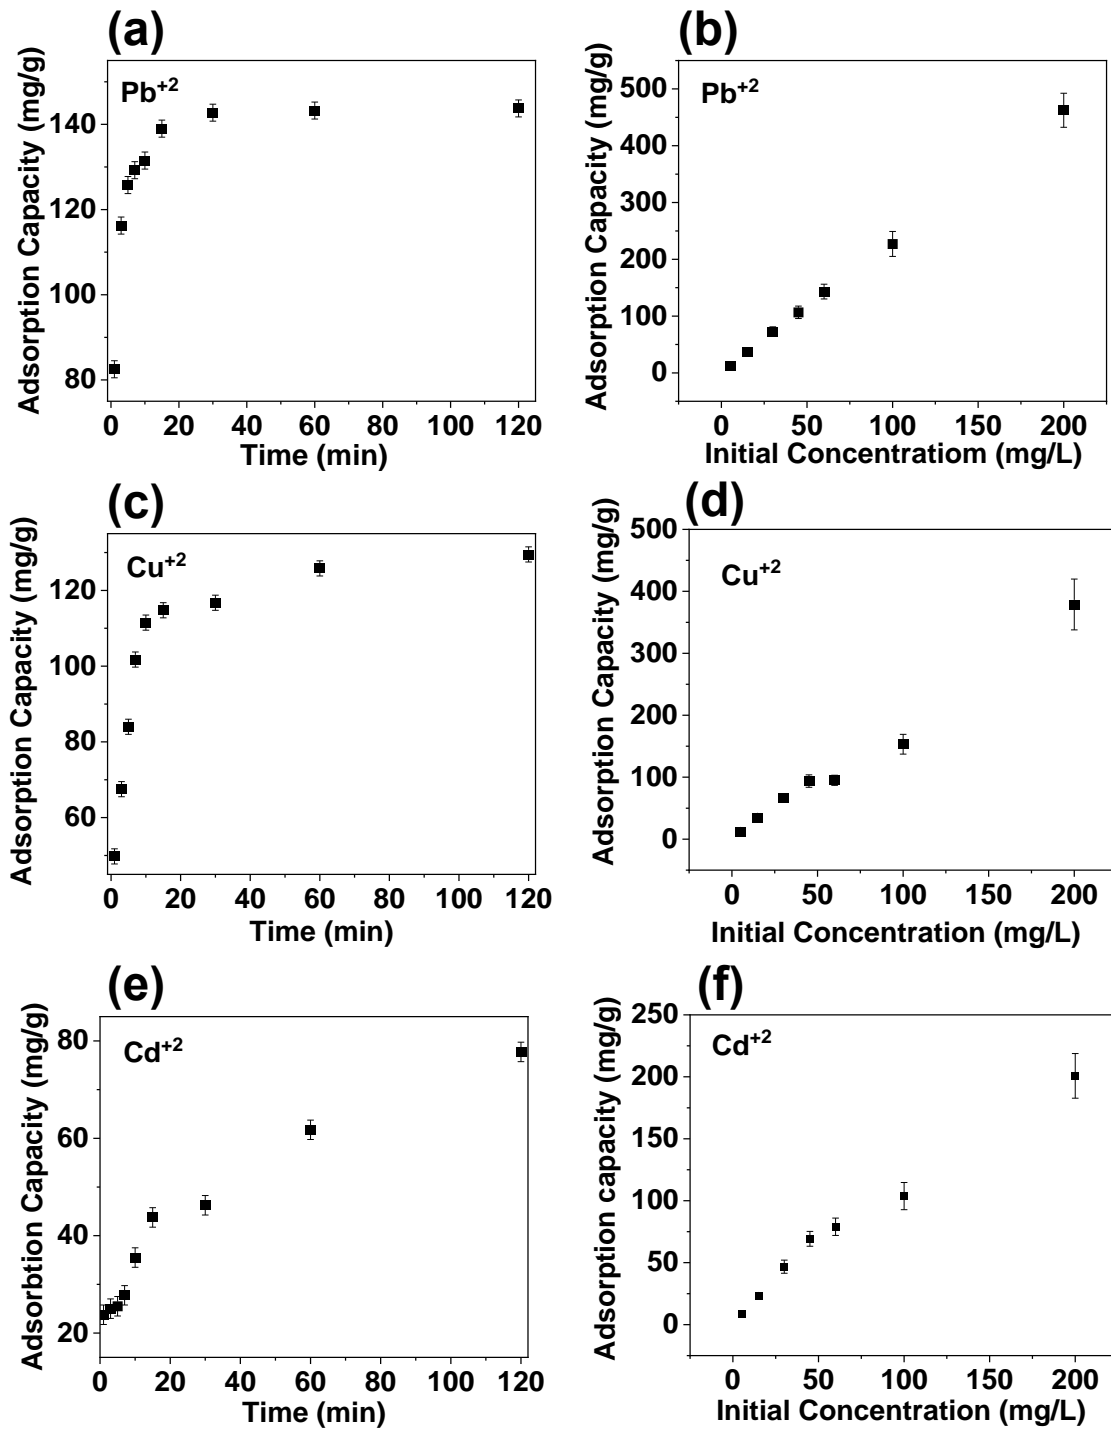 (a)
Pb+2
Adsorption Capacity (mg/g)
140
120
100
80
0 20 40 60 80 100 120
Time (min)
(b)
Pb+2
Adsorption Capacity (mg/g)
500
400
300
200
100
0
0 50 100 150 200
Initial Concentratiom (mg/L)
(c)
Cu+2
Adsorption Capacity (mg/g)
120
100
80
60
0 20 40 60 80 100 120
Time (min)
(d)
Cu+2
Adsorption Capacity (mg/g)
500
400
300
200
100
0
0 50 100 150 200
Initial Concentration (mg/L)
(e)
Cd+2
Adsorbtion Capacity (mg/g)
80
60
40
20
0 20 40 60 80 100 120
Time (min)
(f)
Cd+2
Adsorption capacity (mg/g)
250
200
150
100
50
0
0 50 100 150 200
Initial Concentration (mg/L)